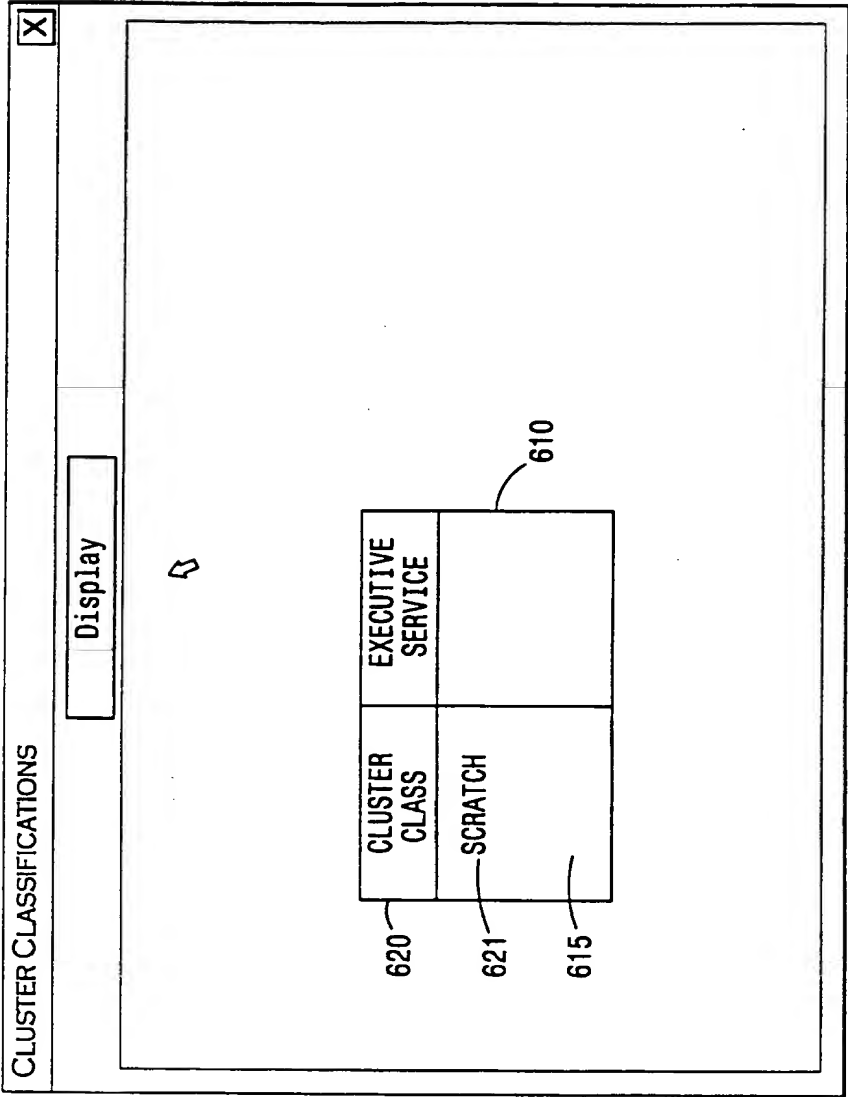 CLUSTER CLASSIFICATIONS
X
Display
620
CLUSTER
CLASS
EXECUTIVE
SERVICE
621
SCRATCH
610
615